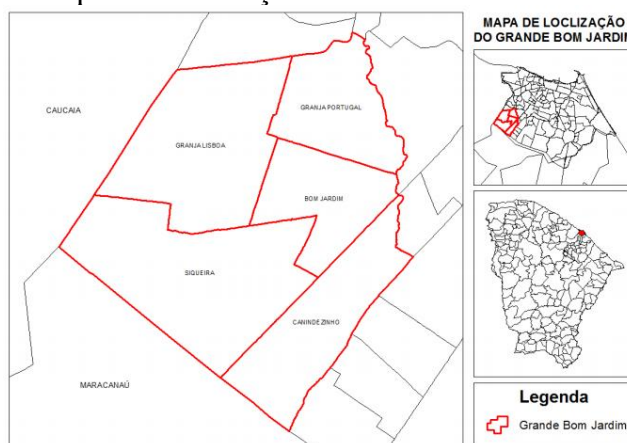 MAPA DE LOCLIZAÇÃO
DO GRANDE BOM JARDIM
CAUCAIA
GRANJA PORTUGAL
GRANJA LISBOA
BOM JARDIM
SIQUEIRA
CANINDEZINHO
MARACANAÚ
Legenda
Grande Bom Jardim